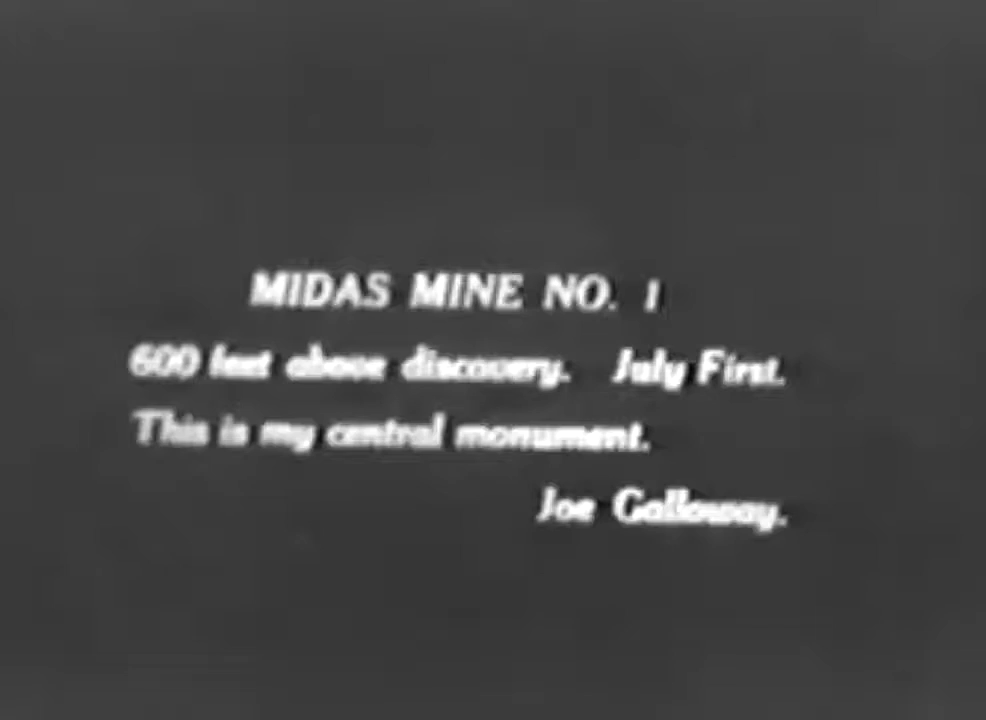 MIDAS MINE NO. 1
600 feet above discovery. July First.
This is my central monument.
Joe Galloway.